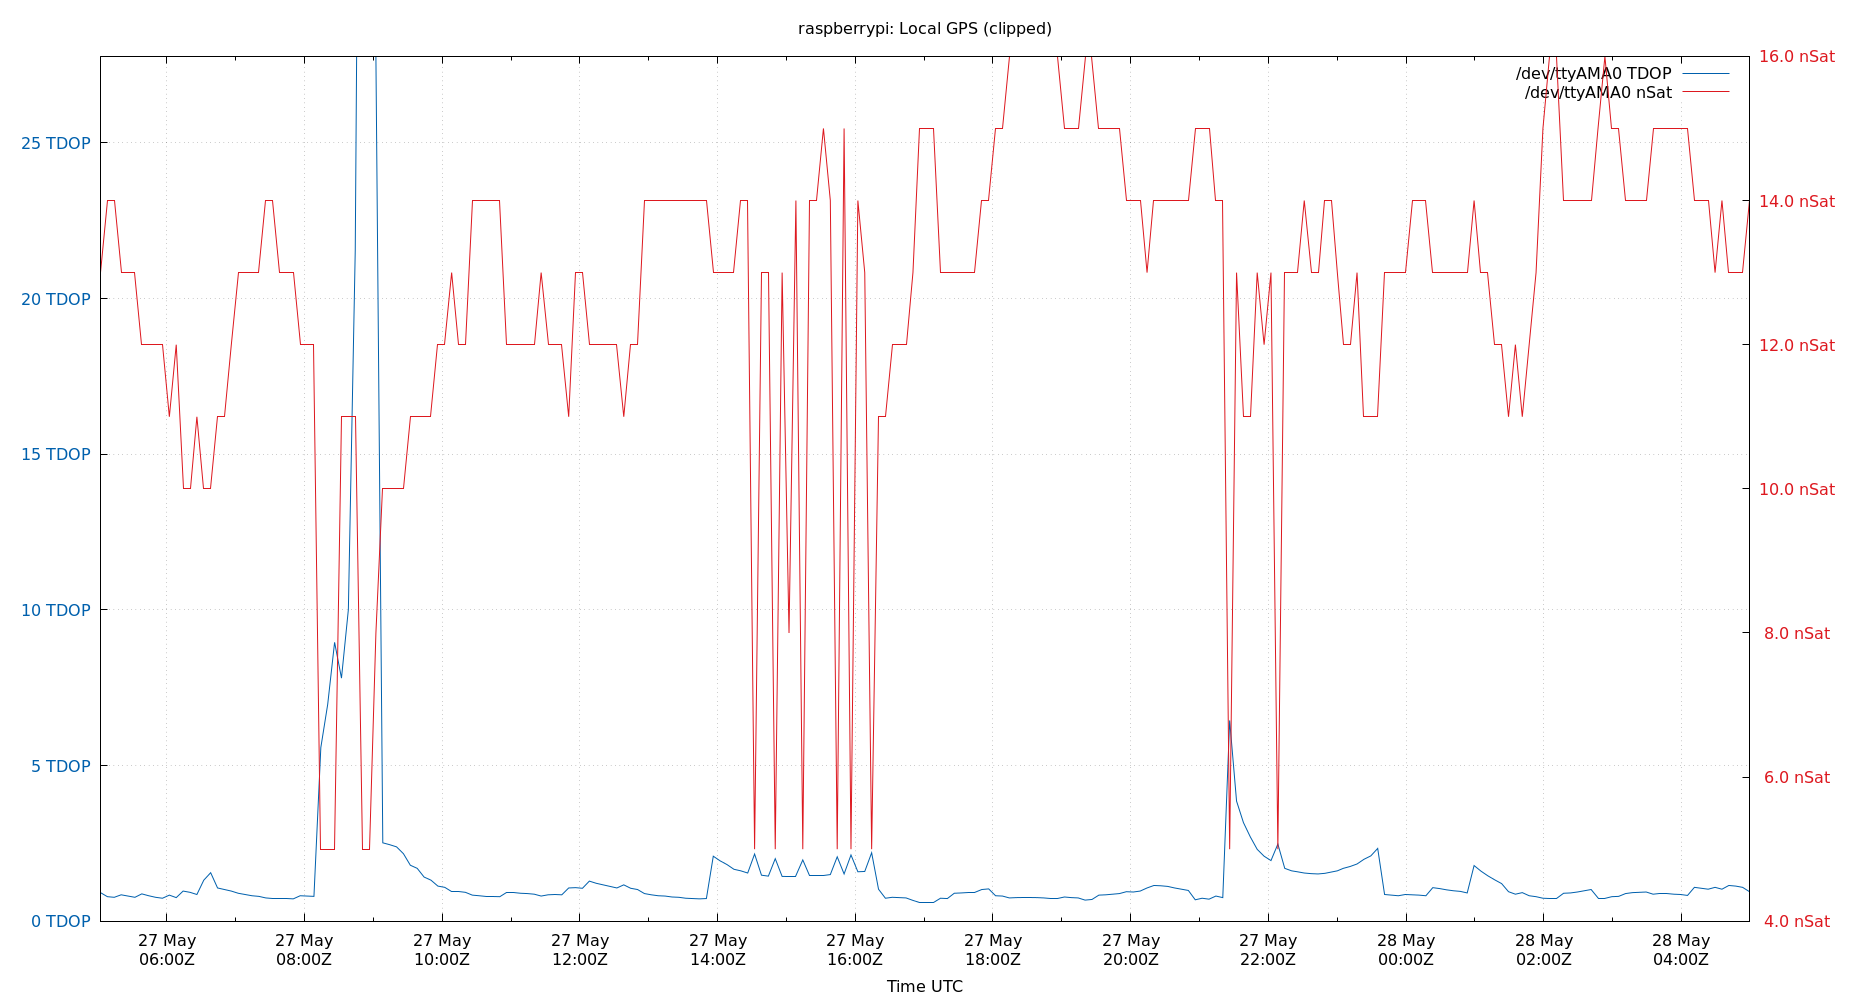 raspberrypi: Local GPS (clipped)
16.0 nSat
/dev/ttyAMA0 TDOP
/dev/ttyAMA0 nSat
25 TDOP
14.0 nSat
20 TDOP
12.0 nSat
15 TDOP
10.0 nSat
10 TDOP
8.0 nSat
5 TDOP
6.0 nSat
0 TDOP
4.0 nSat
27 May 27 May 27 May 27 May 27 May 27 May 27 May 27 May 27 May 28 May 28 May 28 May
06:00Z 08:00Z 10:00Z 12:00Z 14:00Z 16:00Z 18:00Z 20:00Z 22:00Z 00:00Z 02:00Z 04:00Z
Time UTC